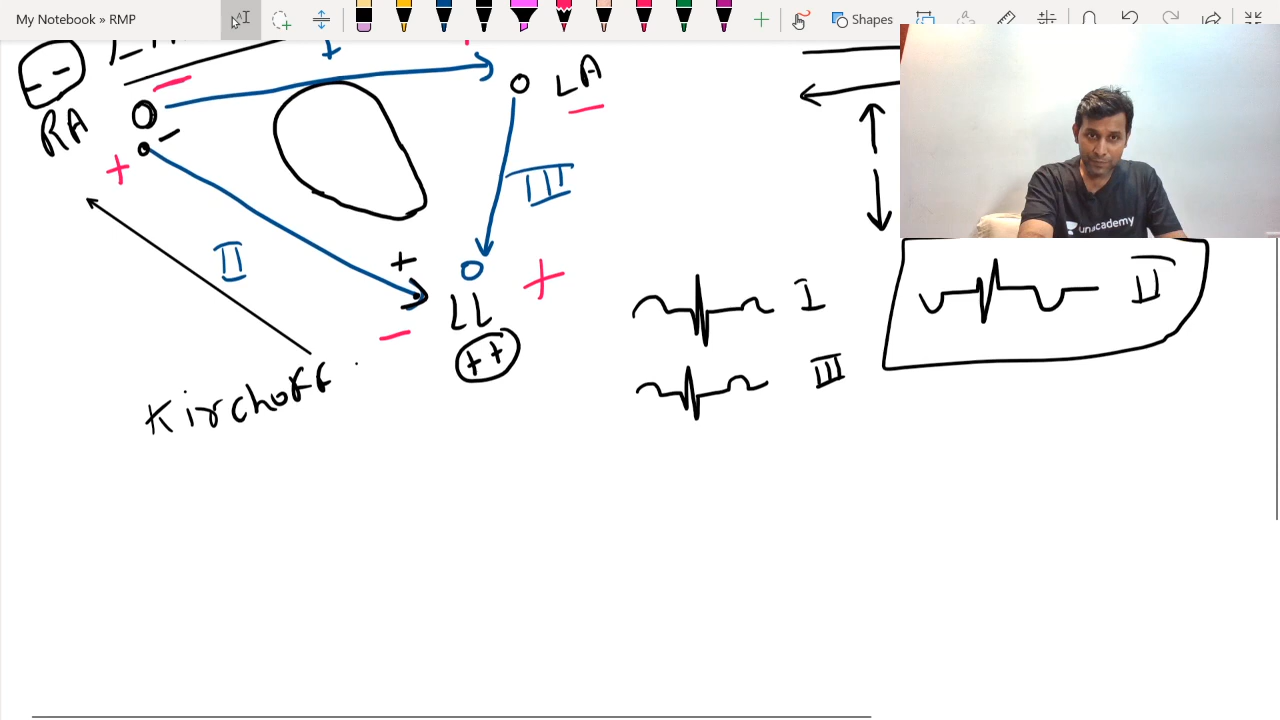 My Notebook » RMP
Shapes
unacademy
- -
+
LA
RA
-
+
III
II
+
+
LL
-
+ +
I
II
III
Kirchoff